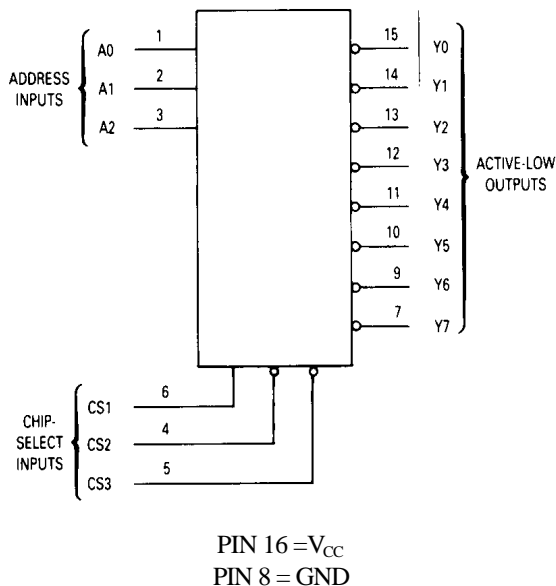 ADDRESS
INPUTS
A0 1
A1 2
A2 3
15 Y0
14 Y1
13 Y2
12 Y3
11 Y4
10 Y5
9 Y6
7 Y7
ACTIVE-LOW
OUTPUTS
CHIP-
SELECT
INPUTS
CS1 6
CS2 4
CS3 5
PIN 16 =VCC
PIN 8 = GND